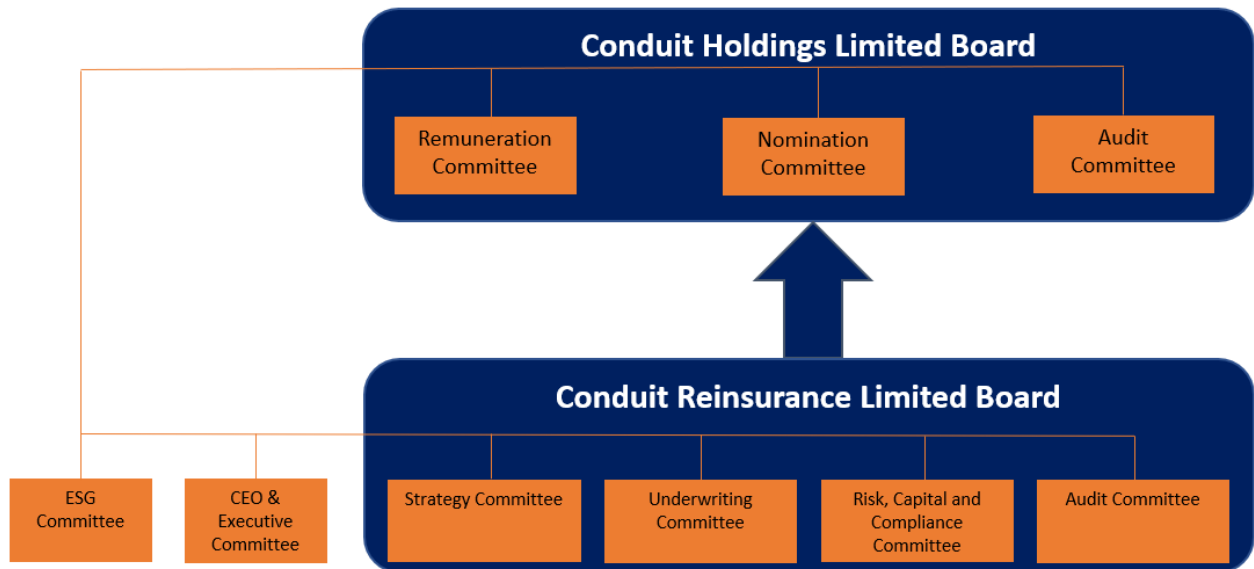 Conduit Holdings Limited Board
Remuneration
Committee
Nomination
Committee
Audit
Committee
Conduit Reinsurance Limited Board
ESG
Committee
CEO &
Executive
Committee
Strategy Committee
Underwriting
Committee
Risk, Capital and
Compliance
Committee
Audit Committee